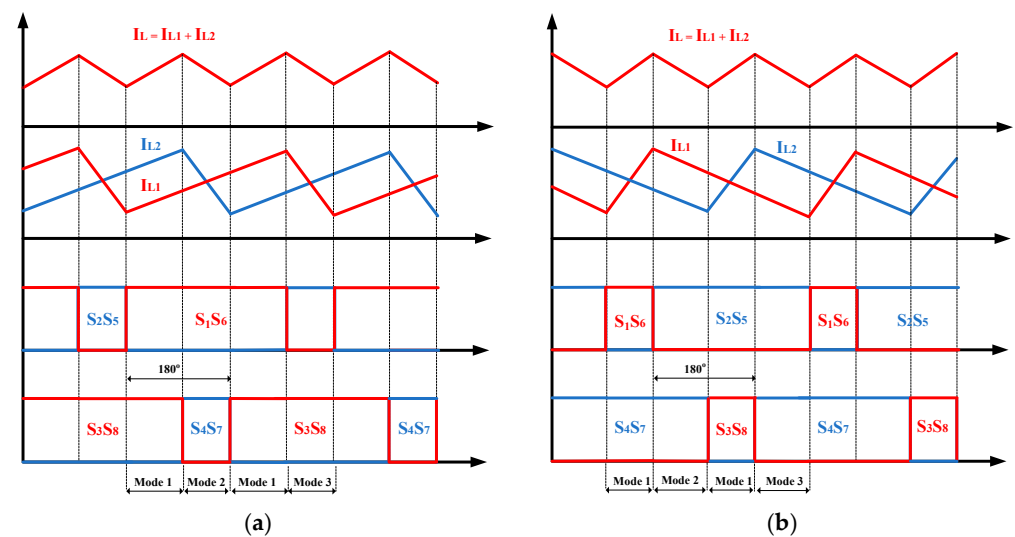 IL = IL1 + IL2
IL2
IL1
S2S5
S1S6
180°
S3S8
S4S7
S3S8
S4S7
Mode 1
Mode 2
Mode 1
Mode 3
(a)
IL = IL1 + IL2
IL1
IL2
S1S6
S2S5
S1S6
S2S5
180°
S4S7
S3S8
S4S7
S3S8
Mode 1
Mode 2
Mode 1
Mode 3
(b)